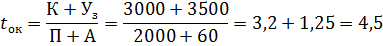 t_ок = (К + У_з) / (П + А) = (3000 + 3500) / (2000 + 60) = 3,2 + 1,25 = 4,5